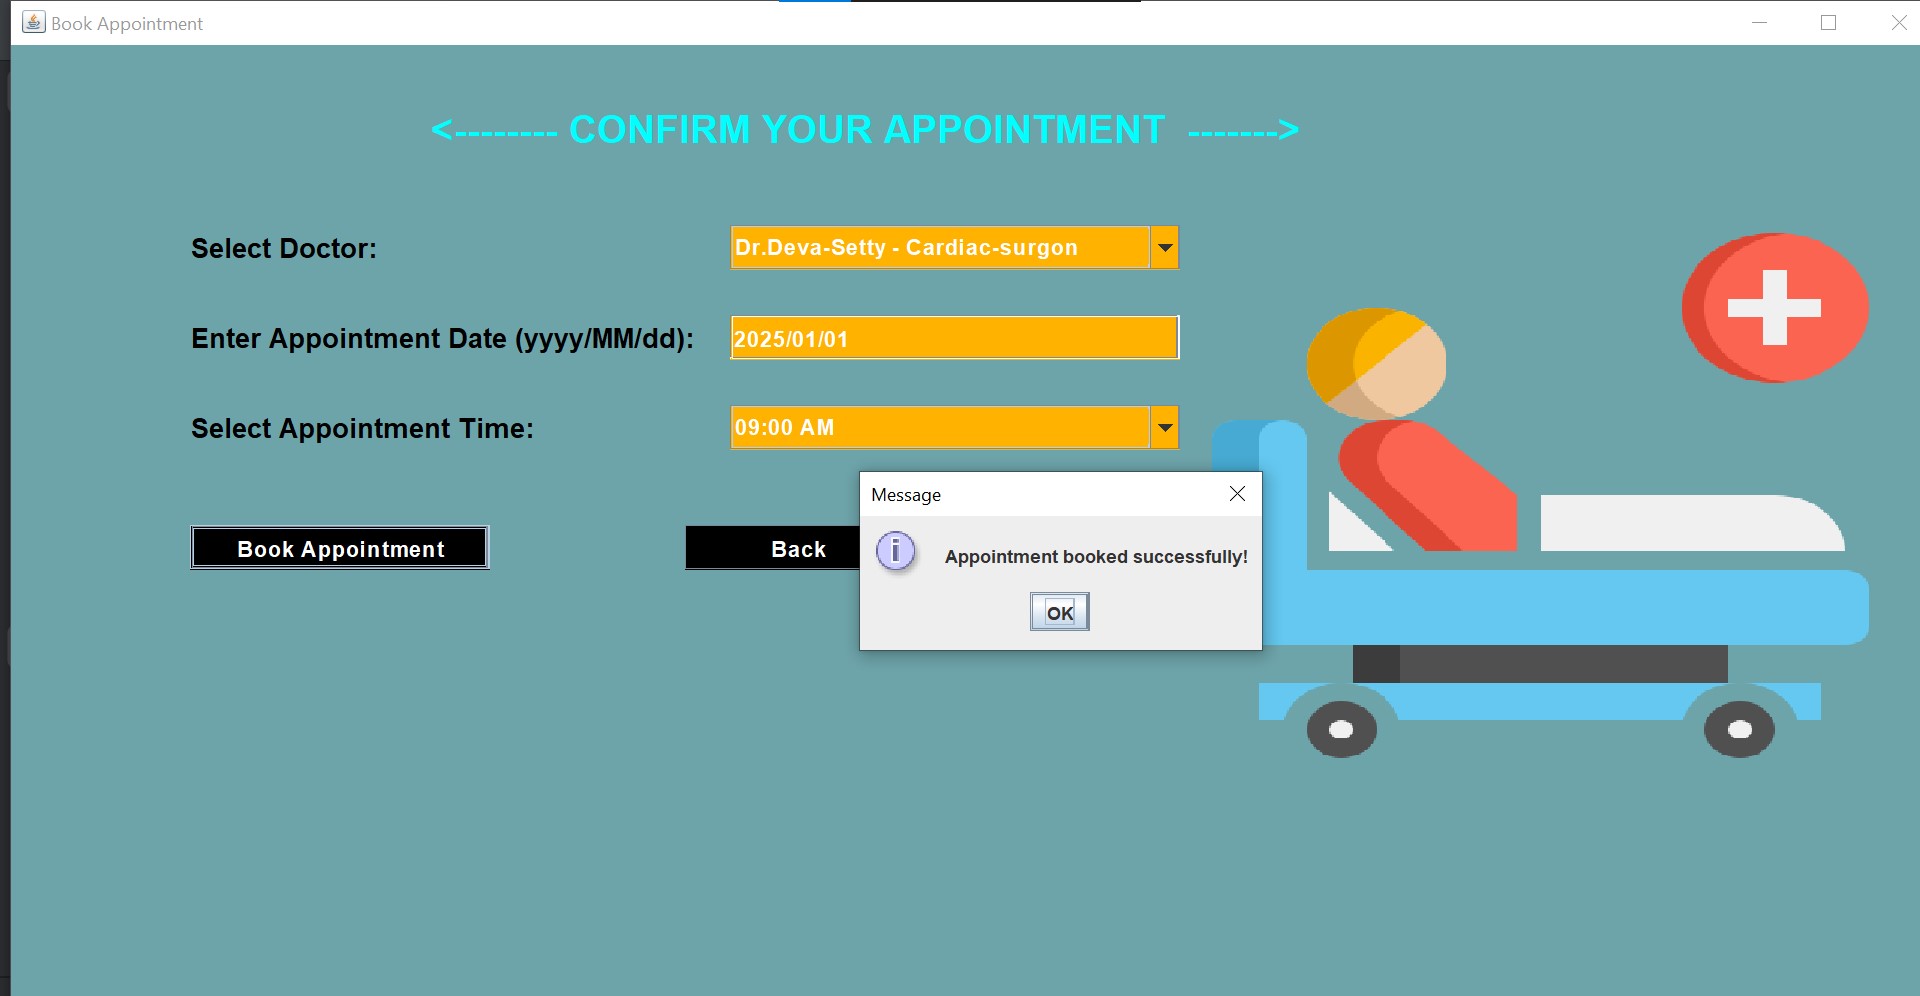 Book Appointment
<-------- CONFIRM YOUR APPOINTMENT ------->
Select Doctor:
Dr.Deva-Setty - Cardiac-surgon
Enter Appointment Date (yyyy/MM/dd):
2025/01/01
Select Appointment Time:
09:00 AM
Message
Book Appointment
Back
i
Appointment booked successfully!
OK